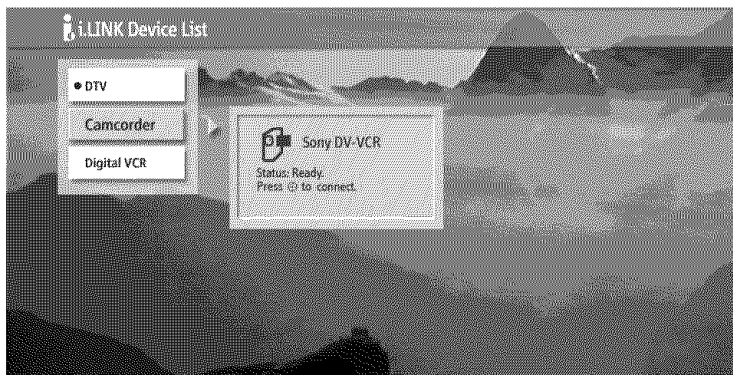 i.LINK Device List
DTV
Camcorder
Digital VCR
Sony DV-VCR
Status: Ready.
Press ⊕ to connect.